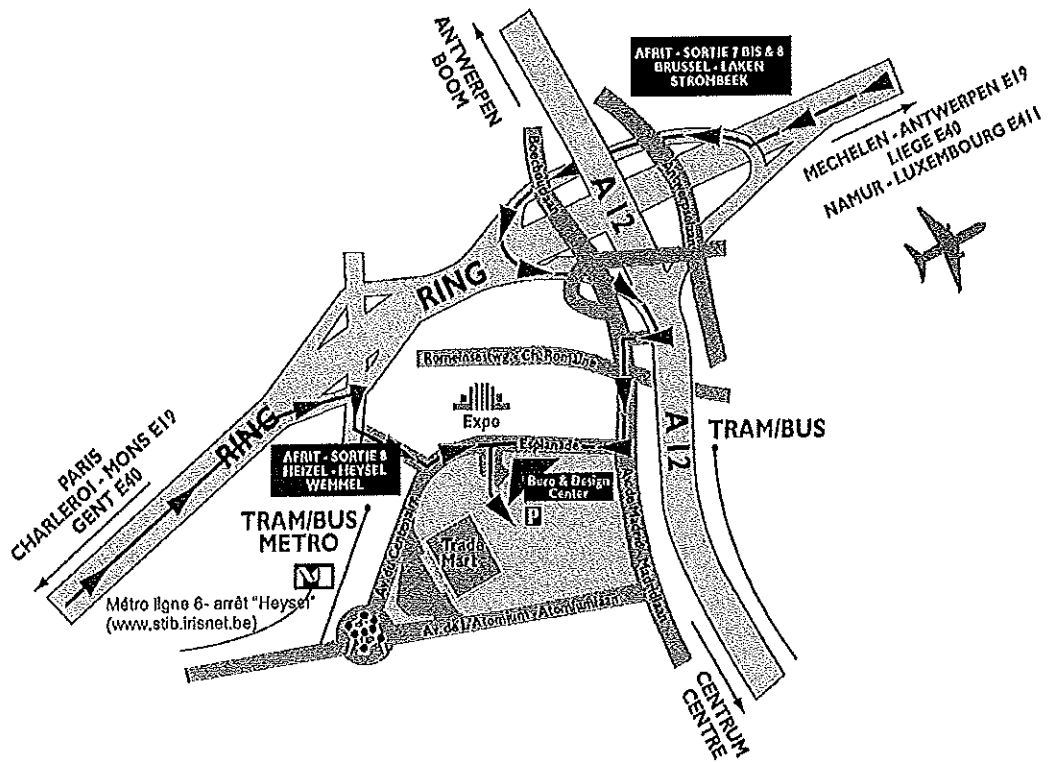 ANTWERPEN
BOOM
AFRIT - SORTIE 7 BIS & 8
BRUSSEL - LAKEN
STROMBEEK
MECHELEN - ANTWERPEN E19
LIEGE E40
NAMUR - LUXEMBOURG E411
A 12
RING
Romeinsesteenweg
Expo
A 12
TRAM/BUS
RING
PARIS
CHARLEROI - MONS E19
GENT E40
AFRIT - SORTIE 8
HEIZEL - HEYSEL
WEMMEL
Esplanade
Buro & Design
Center
P
TRAM/BUS
METRO
M
Trade
Mart
Métro ligne 6- arrêt "Heysel"
(www.stib.irisnet.be)
Av. de L'Atomium - Atomiumlaan
CENTRUM
CENTRE